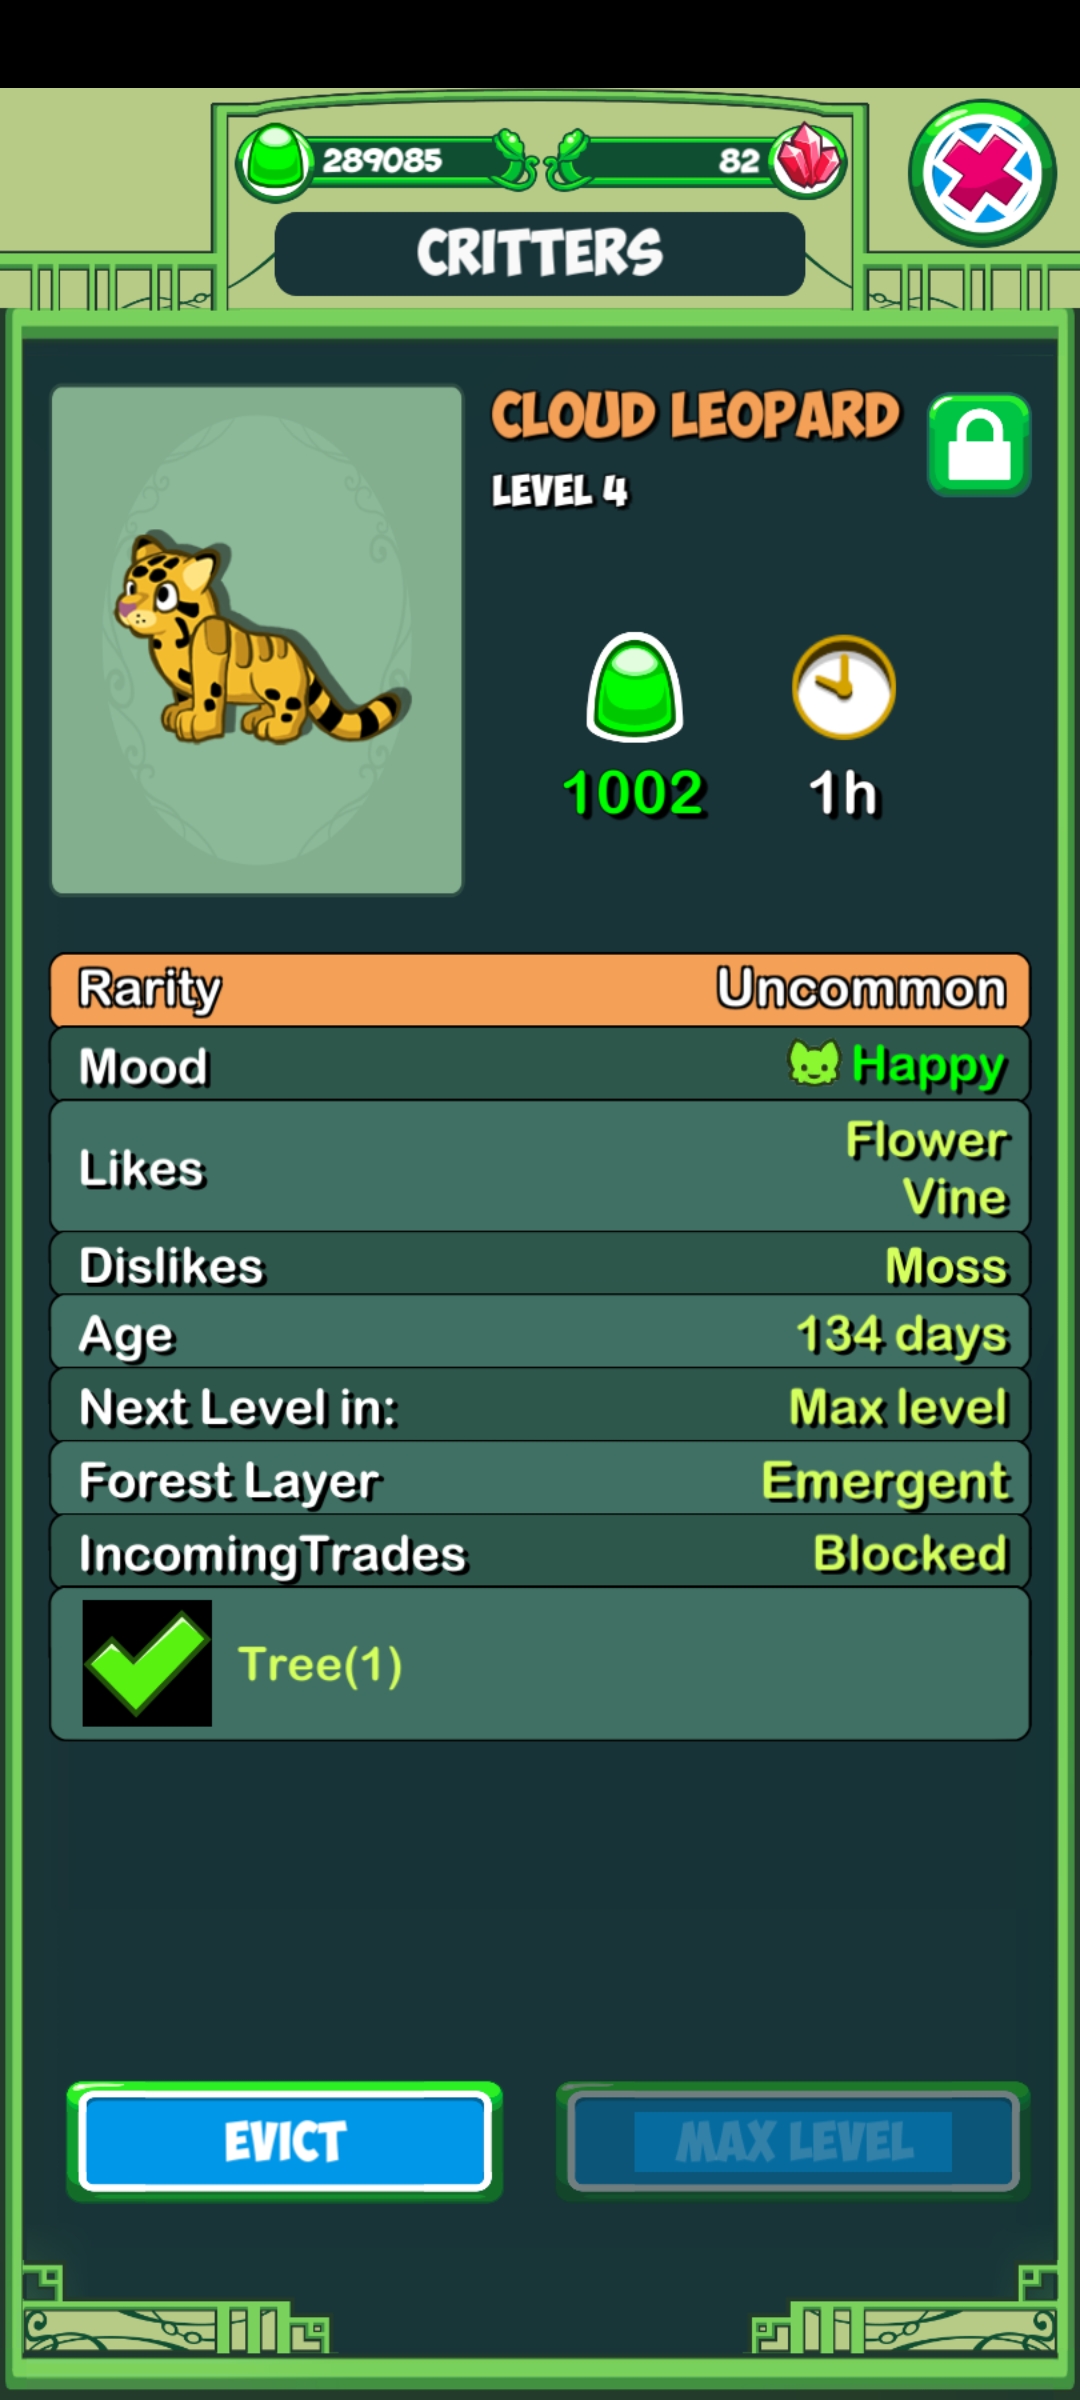 289085
82
CRITTERS
CLOUD LEOPARD
LEVEL 4
1002
1h
Rarity Uncommon
Mood Happy
Likes Flower
Vine
Dislikes Moss
Age 134 days
Next Level in: Max level
Forest Layer Emergent
IncomingTrades Blocked
Tree(1)
EVICT
MAX LEVEL